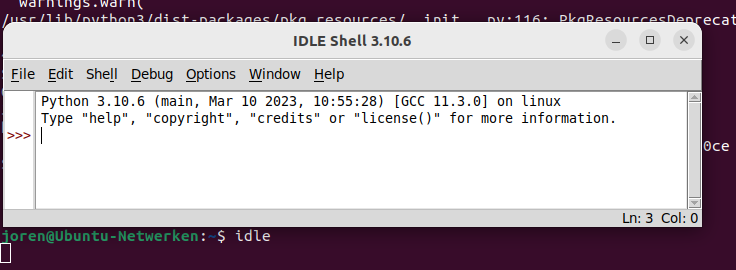 warnings.warn(
/usr/lib/python3/dist-packages/pkg_resources/__init__.py:116: PkgResourcesDeprecat
IDLE Shell 3.10.6
File Edit Shell Debug Options Window Help
Python 3.10.6 (main, Mar 10 2023, 10:55:28) [GCC 11.3.0] on linux
Type "help", "copyright", "credits" or "license()" for more information.
>>>
0ce
Ln: 3 Col: 0
joren@Ubuntu-Netwerken:~$ idle